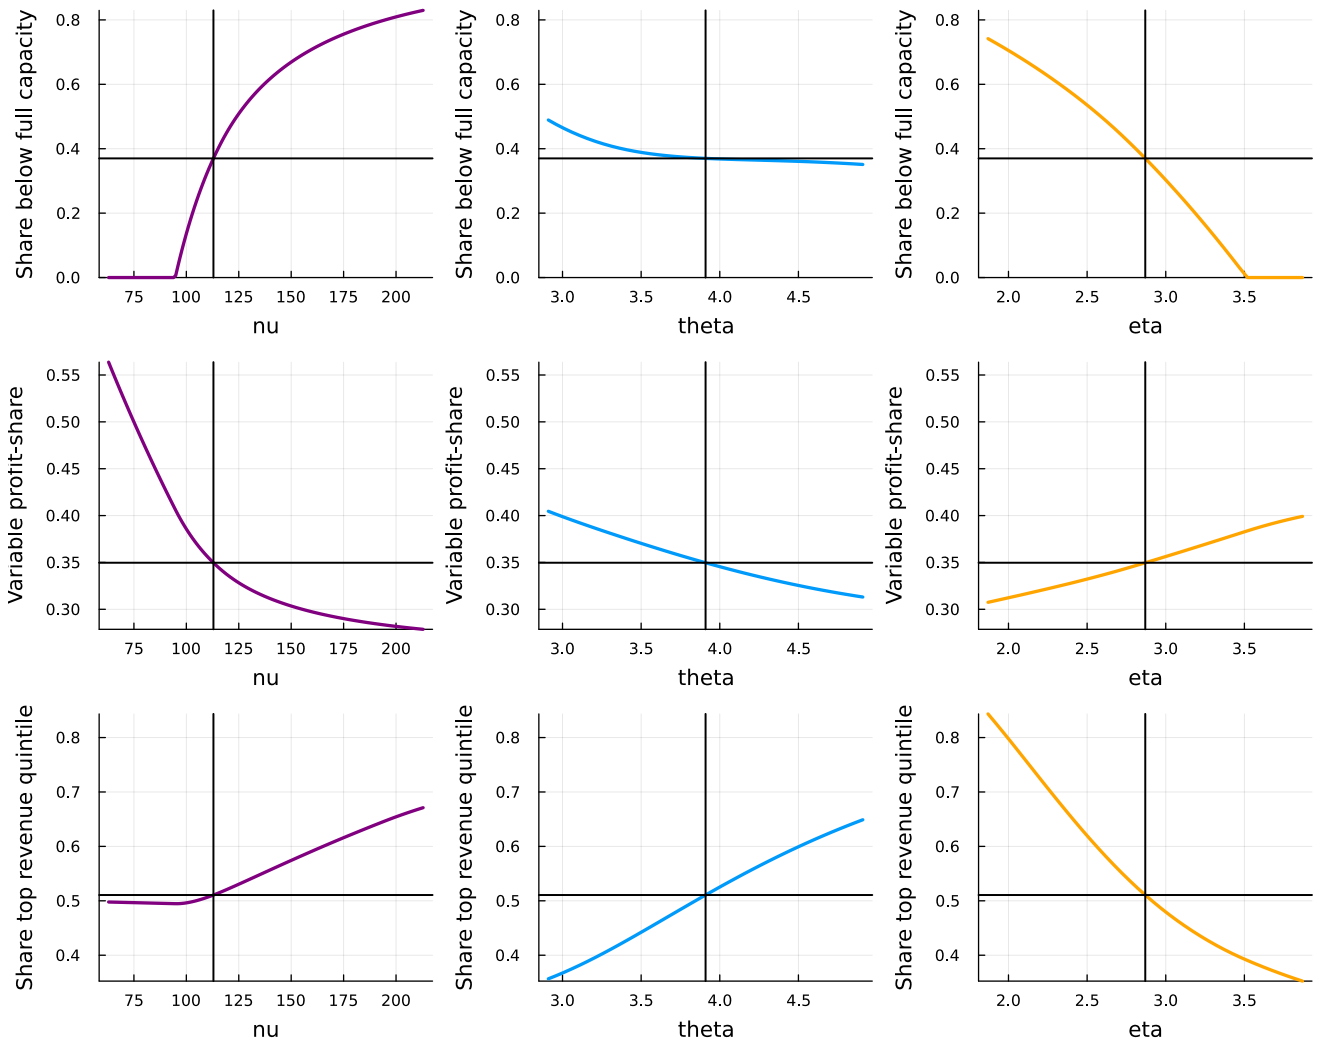 Share below full capacity
0.8
0.6
0.4
0.2
0.0
75 100 125 150 175 200
nu
Share below full capacity
0.8
0.6
0.4
0.2
0.0
3.0 3.5 4.0 4.5
theta
Share below full capacity
0.8
0.6
0.4
0.2
0.0
2.0 2.5 3.0 3.5
eta
Variable profit-share
0.55
0.50
0.45
0.40
0.35
0.30
75 100 125 150 175 200
nu
Variable profit-share
0.55
0.50
0.45
0.40
0.35
0.30
3.0 3.5 4.0 4.5
theta
Variable profit-share
0.55
0.50
0.45
0.40
0.35
0.30
2.0 2.5 3.0 3.5
eta
Share top revenue quintile
0.8
0.7
0.6
0.5
0.4
75 100 125 150 175 200
nu
Share top revenue quintile
0.8
0.7
0.6
0.5
0.4
3.0 3.5 4.0 4.5
theta
Share top revenue quintile
0.8
0.7
0.6
0.5
0.4
2.0 2.5 3.0 3.5
eta